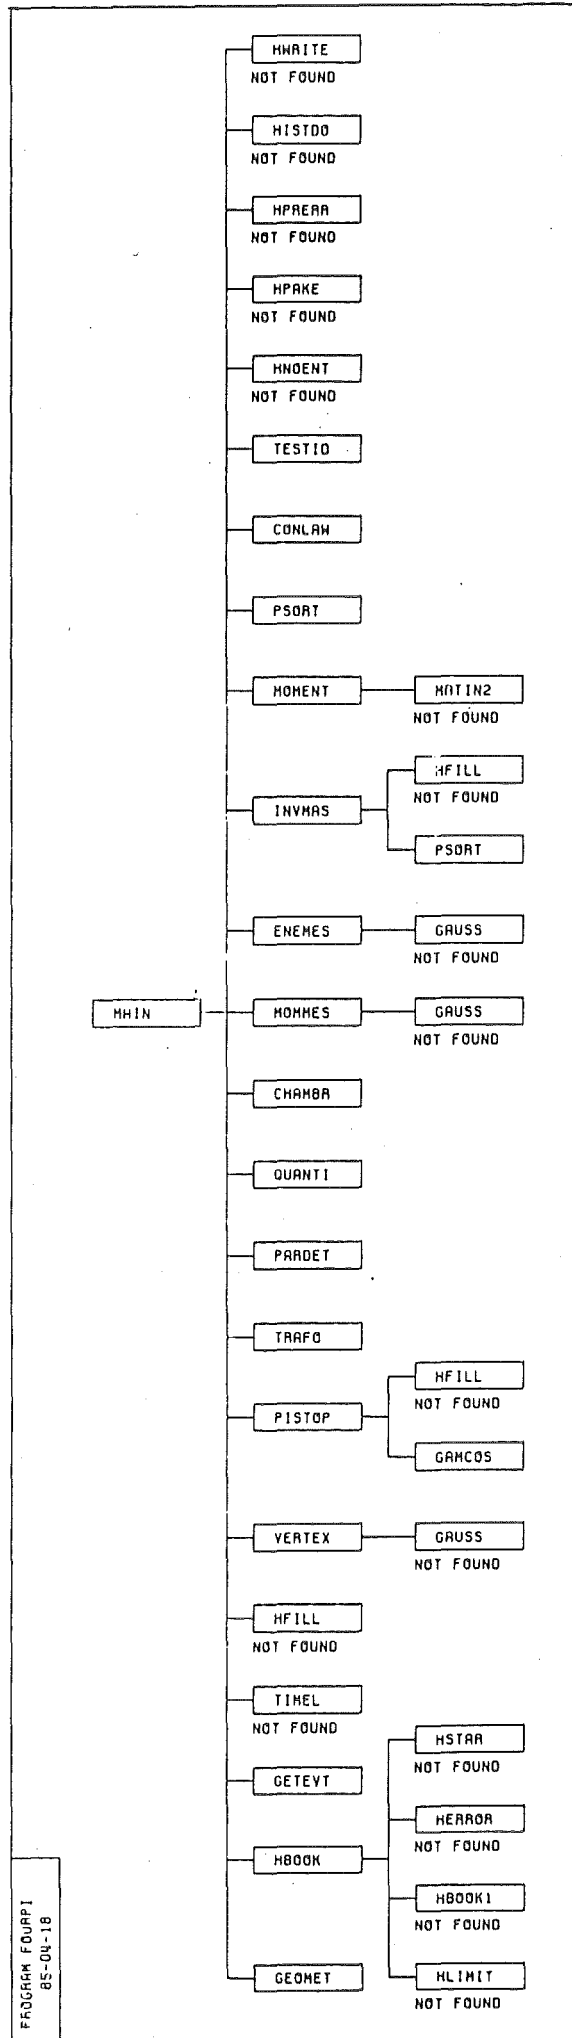 HWRITE
NOT FOUND
HISTDO
NOT FOUND
HPRERR
NOT FOUND
HPAKE
NOT FOUND
HNOENT
NOT FOUND
TESTIO
CONLAW
PSORT
MOMENT
MATIN2
NOT FOUND
HFILL
NOT FOUND
INVMAS
PSORT
ENEMES
GAUSS
NOT FOUND
MAIN
MOMMES
GAUSS
NOT FOUND
CHAMBR
QUANTI
PARDET
TRAFO
HFILL
NOT FOUND
PISTOP
GAMCOS
VERTEX
GAUSS
NOT FOUND
HFILL
NOT FOUND
TIMEL
NOT FOUND
HSTAR
NOT FOUND
GETEVT
HERROR
NOT FOUND
HBOOK
HBOOK1
NOT FOUND
GEOMET
HLIMIT
NOT FOUND
PROGRAM FOURPI
85-04-18